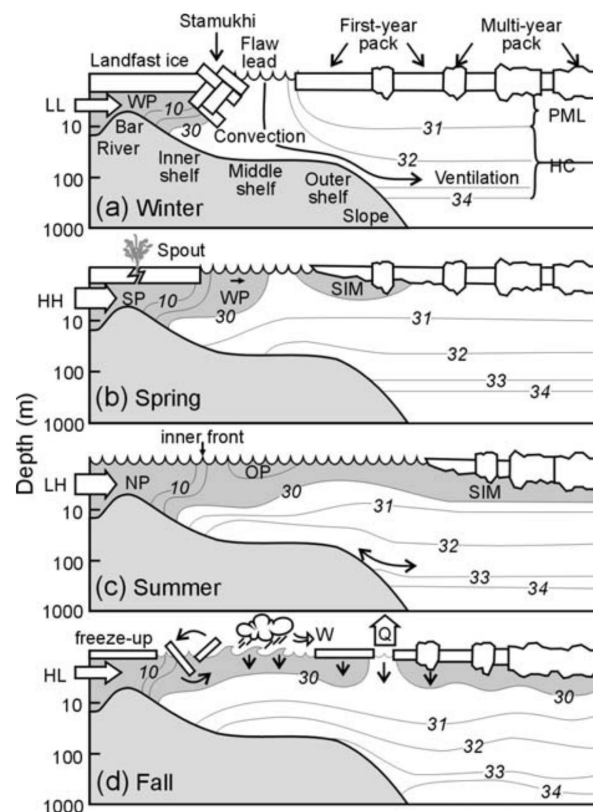 Stamukhi
Flaw lead
First-year pack
Multi-year pack
Landfast ice
LL
WP
10
30
Bar
River
Convection
31
32
34
PML
HC
Ventilation
Inner shelf
Middle shelf
Outer shelf
Slope
10
100
1000
(a) Winter
Spout
HH
SP
10
WP
30
SIM
31
32
33
34
10
100
1000
(b) Spring
Depth (m)
inner front
LH
NP
10
OP
30
SIM
31
32
33
34
10
100
1000
(c) Summer
freeze-up
W
Q
HL
10
30
30
31
32
33
34
10
100
1000
(d) Fall